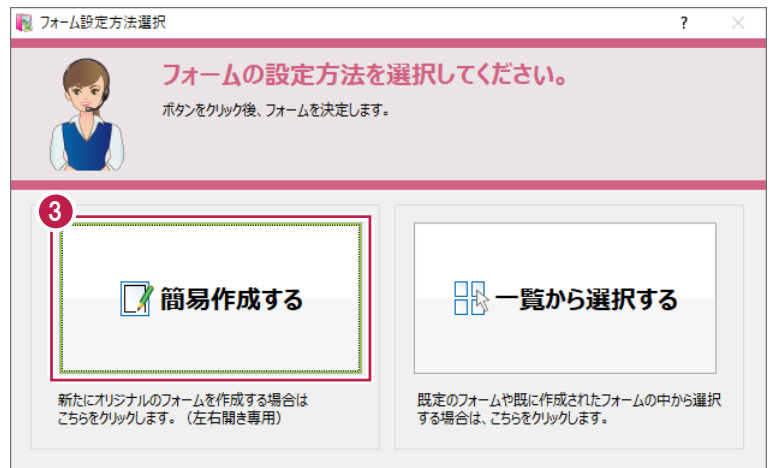 フォーム設定方法選択
?
フォームの設定方法を選択してください。
ボタンをクリック後、フォームを決定します。
3
簡易作成する
一覧から選択する
新たにオリジナルのフォームを作成する場合は
こちらをクリックします。（左右開き専用）
既定のフォームや既に作成されたフォームの中から選択
する場合は、こちらをクリックします。